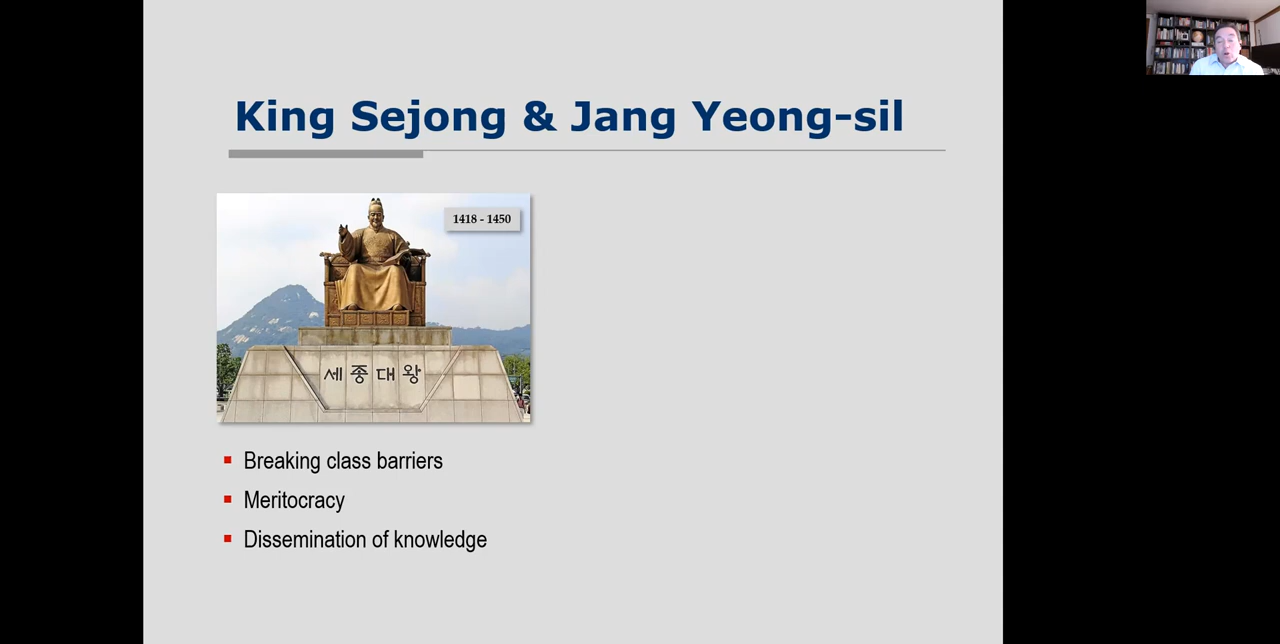 King Sejong & Jang Yeong-sil
1418 - 1450
세종대왕
Breaking class barriers
Meritocracy
Dissemination of knowledge